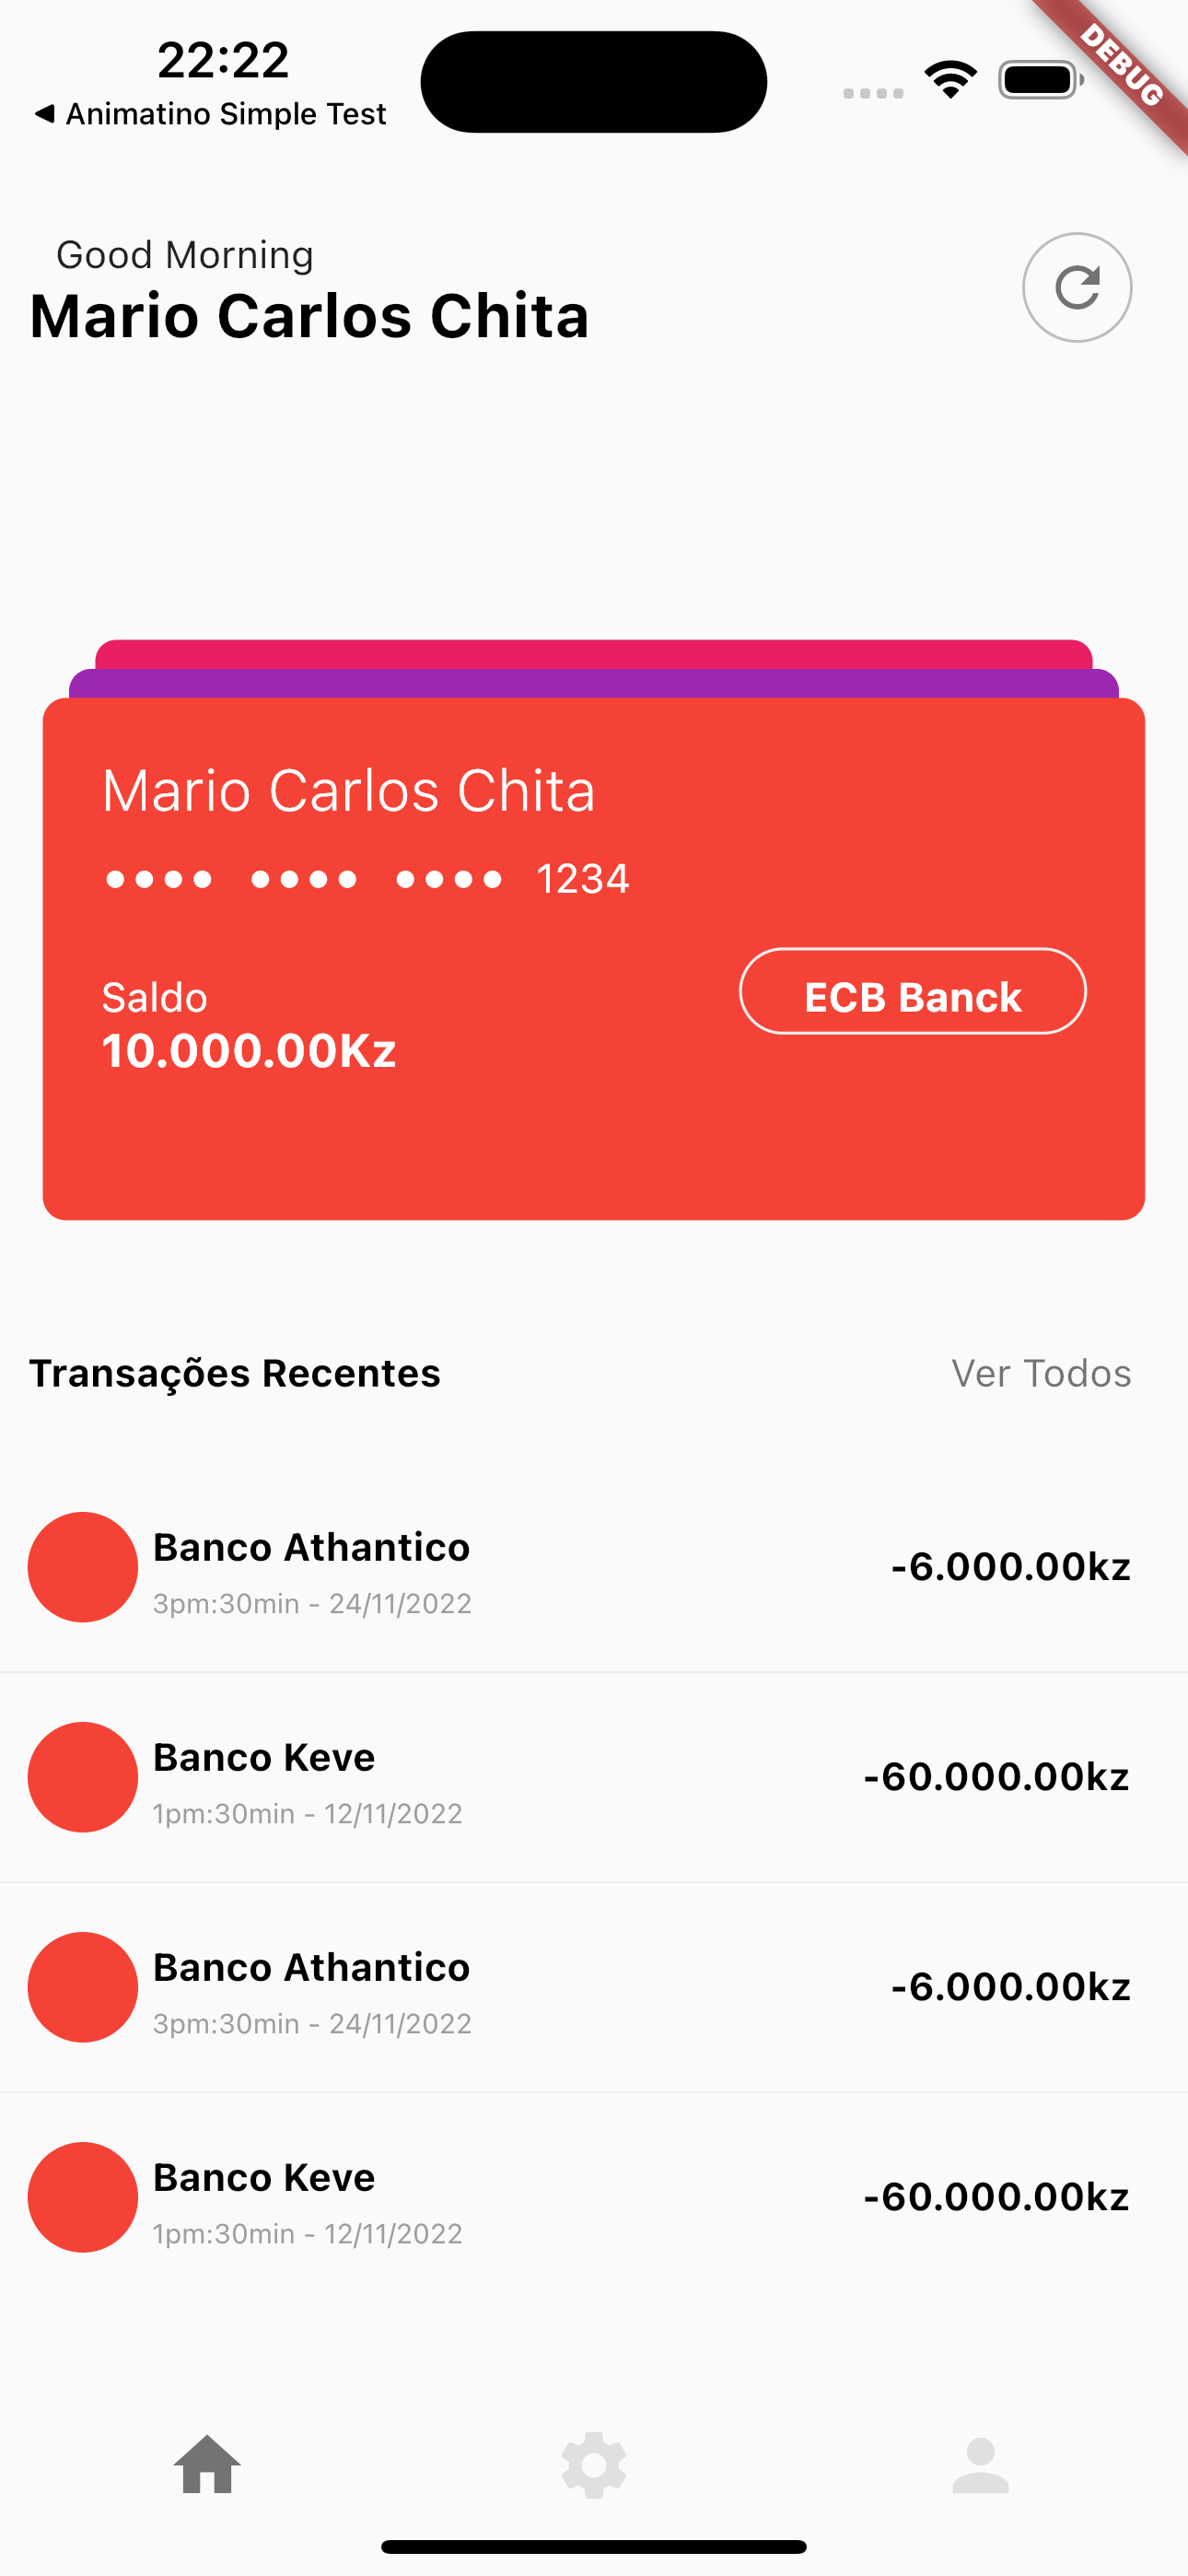 22:22
DEBUG
◀ Animatino Simple Test
Good Morning
Mario Carlos Chita
Mario Carlos Chita
•••• •••• •••• 1234
Saldo
ECB Banck
10.000.00Kz
Transações Recentes
Ver Todos
Banco Athantico
-6.000.00kz
3pm:30min - 24/11/2022
Banco Keve
-60.000.00kz
1pm:30min - 12/11/2022
Banco Athantico
-6.000.00kz
3pm:30min - 24/11/2022
Banco Keve
-60.000.00kz
1pm:30min - 12/11/2022